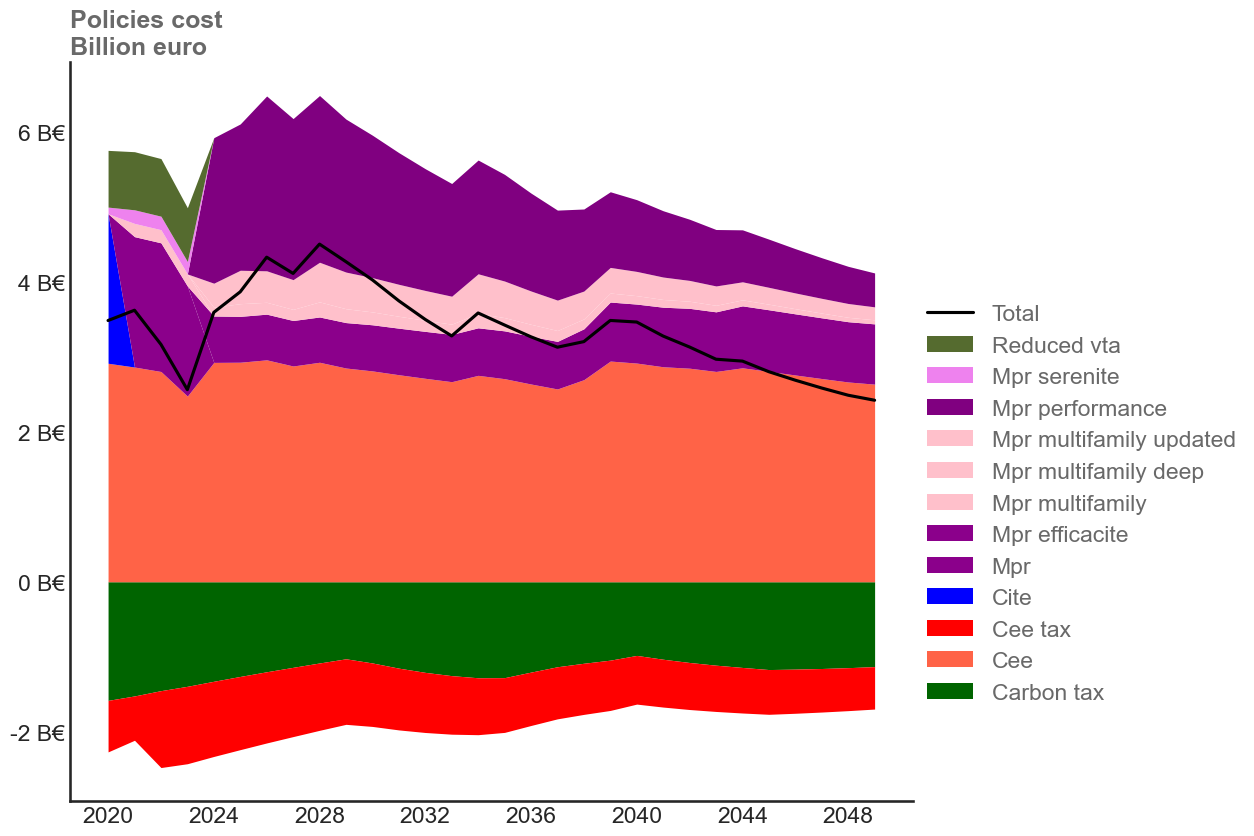 Policies cost
Billion euro
6 B€
4 B€
2 B€
0 B€
-2 B€
2020 2024 2028 2032 2036 2040 2044 2048
Total
Reduced vta
Mpr serenite
Mpr performance
Mpr multifamily updated
Mpr multifamily deep
Mpr multifamily
Mpr efficacite
Mpr
Cite
Cee tax
Cee
Carbon tax